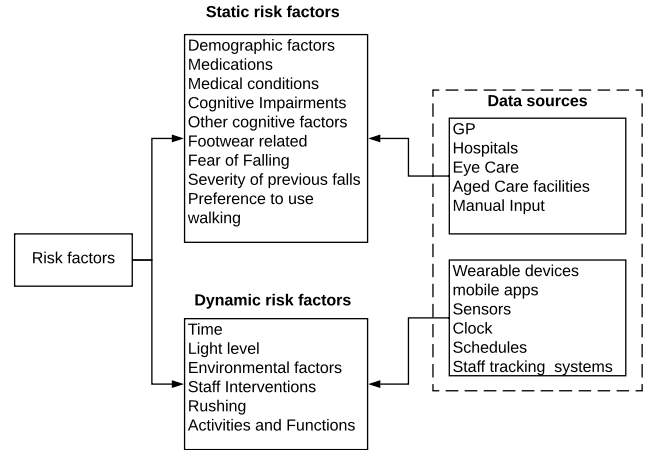 Static risk factors
Demographic factors
Medications
Medical conditions
Cognitive Impairments
Other cognitive factors
Footwear related
Fear of Falling
Severity of previous falls
Preference to use
walking
Risk factors
Dynamic risk factors
Time
Light level
Environmental factors
Staff Interventions
Rushing
Activities and Functions
Data sources
GP
Hospitals
Eye Care
Aged Care facilities
Manual Input
Wearable devices
mobile apps
Sensors
Clock
Schedules
Staff tracking systems